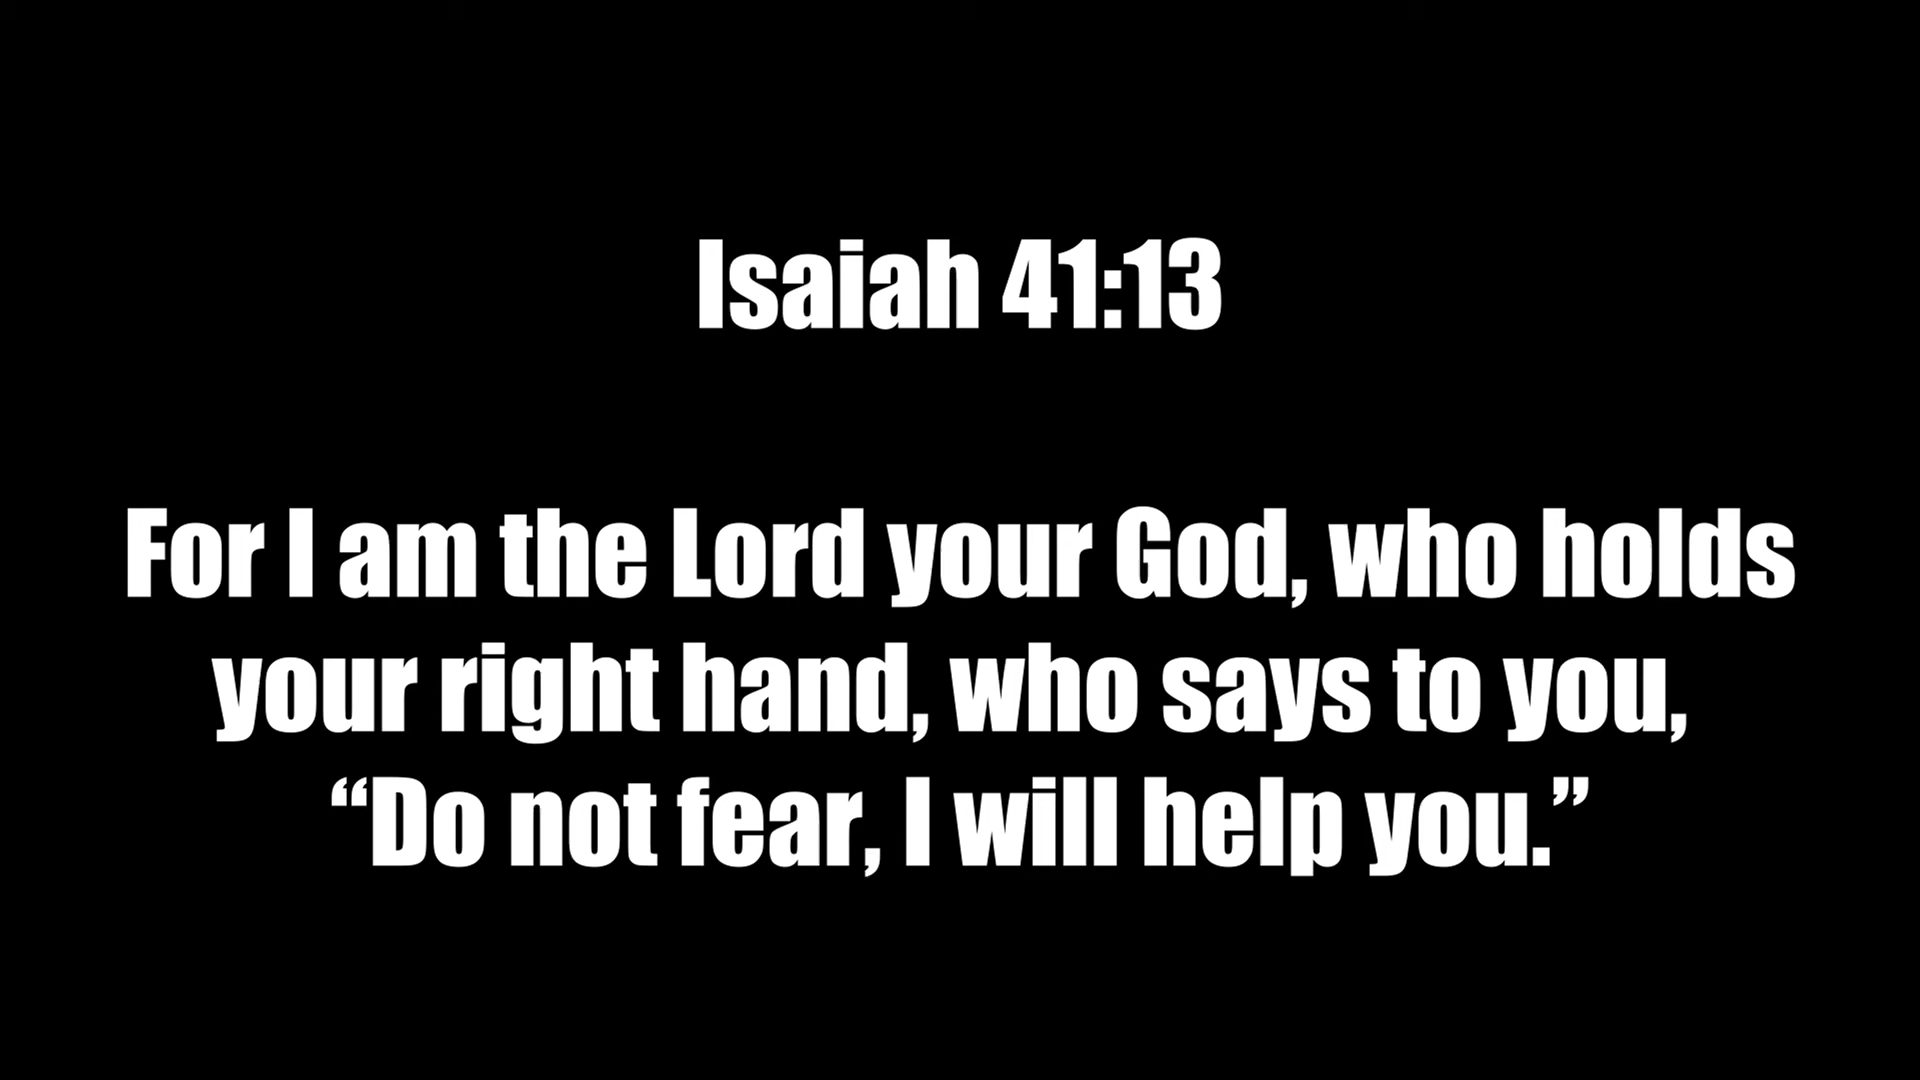 Isaiah 41:13
For I am the Lord your God, who holds
your right hand, who says to you,
“Do not fear, I will help you.”